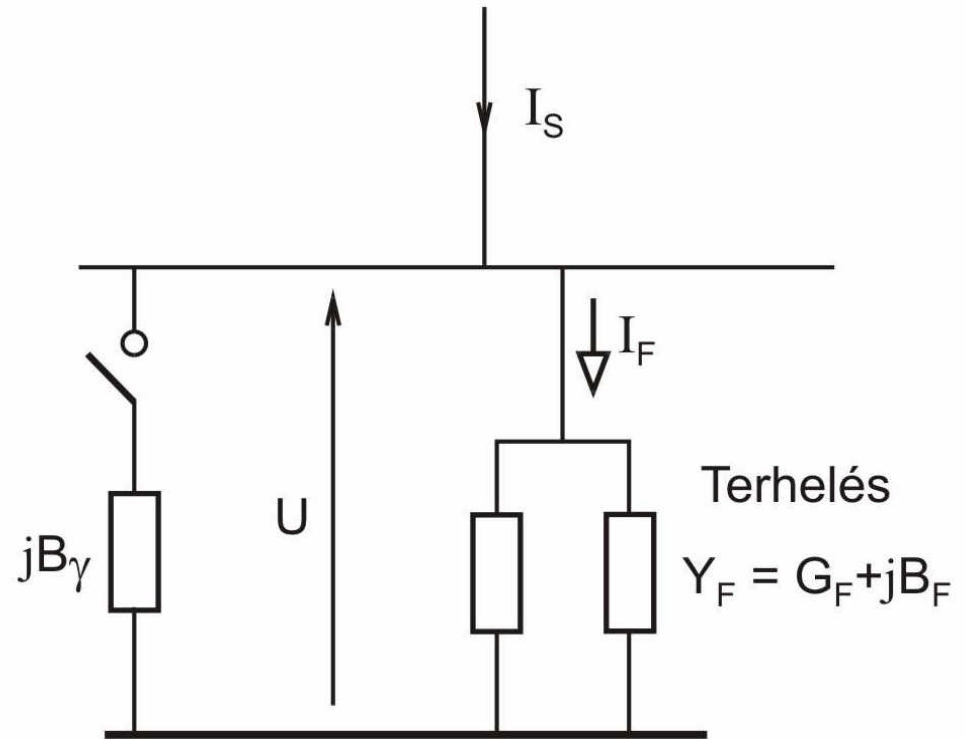 I_S
I_F
U
Terhelés
jB_γ
Y_F = G_F+jB_F